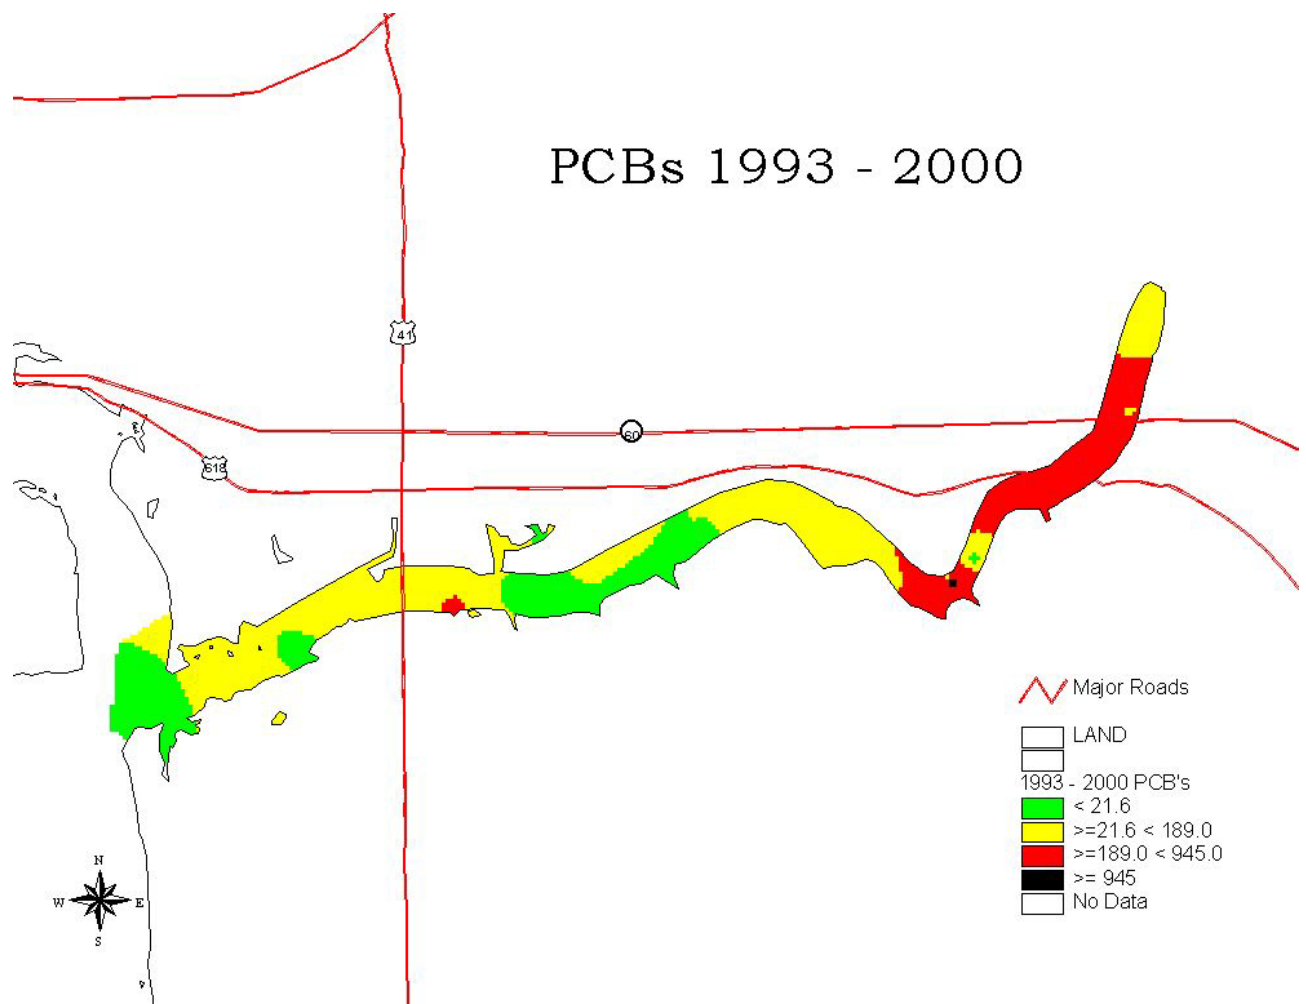 PCBs 1993 - 2000
41
60
618
Major Roads
LAND
1993 - 2000 PCB's
< 21.6
>=21.6 < 189.0
>=189.0 < 945.0
>= 945
No Data
N
W E
S